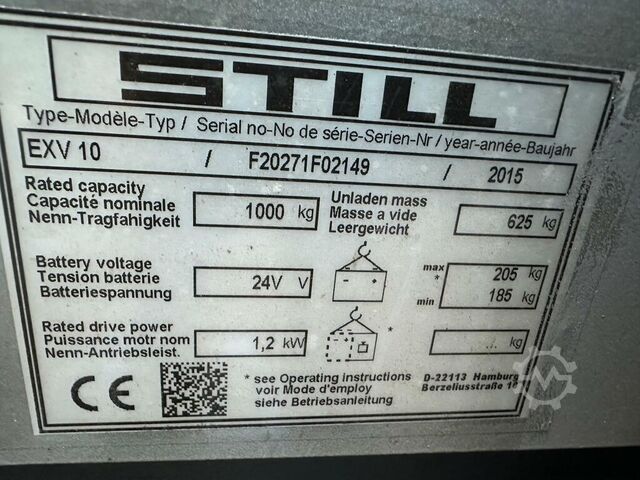 STILL
Type-Modèle-Typ / Serial no-No de série-Serien-Nr / year-année-Baujahr
EXV 10 / F20271F02149 / 2015
Rated capacity
Capacité nominale
Nenn-Tragfahigkeit
1000 kg
Unladen mass
Masse a vide
Leergewicht
625 kg
Battery voltage
Tension batterie
Batteriespannung
24V V
max 205 kg
*
min 185 kg
Rated drive power
Puissance motr nom
Nenn-Antriebsleist.
1,2 kW
*
kg
CE
* see Operating instructions
voir Mode d'employ
siehe Betriebsanleitung
D-22113 Hamburg
Berzeliusstraße